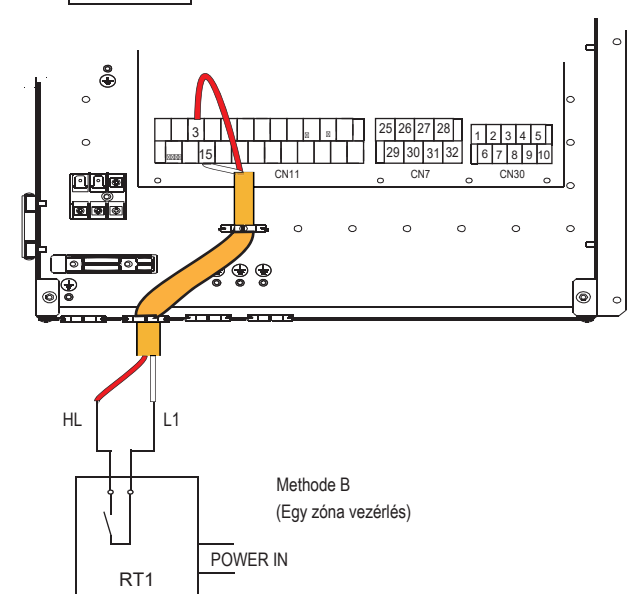 3
25 26 27 28
1 2 3 4 5
15
29 30 31 32
6 7 8 9 10
CN11
CN7
CN30
HL
L1
Methode B
(Egy zóna vezérlés)
POWER IN
RT1